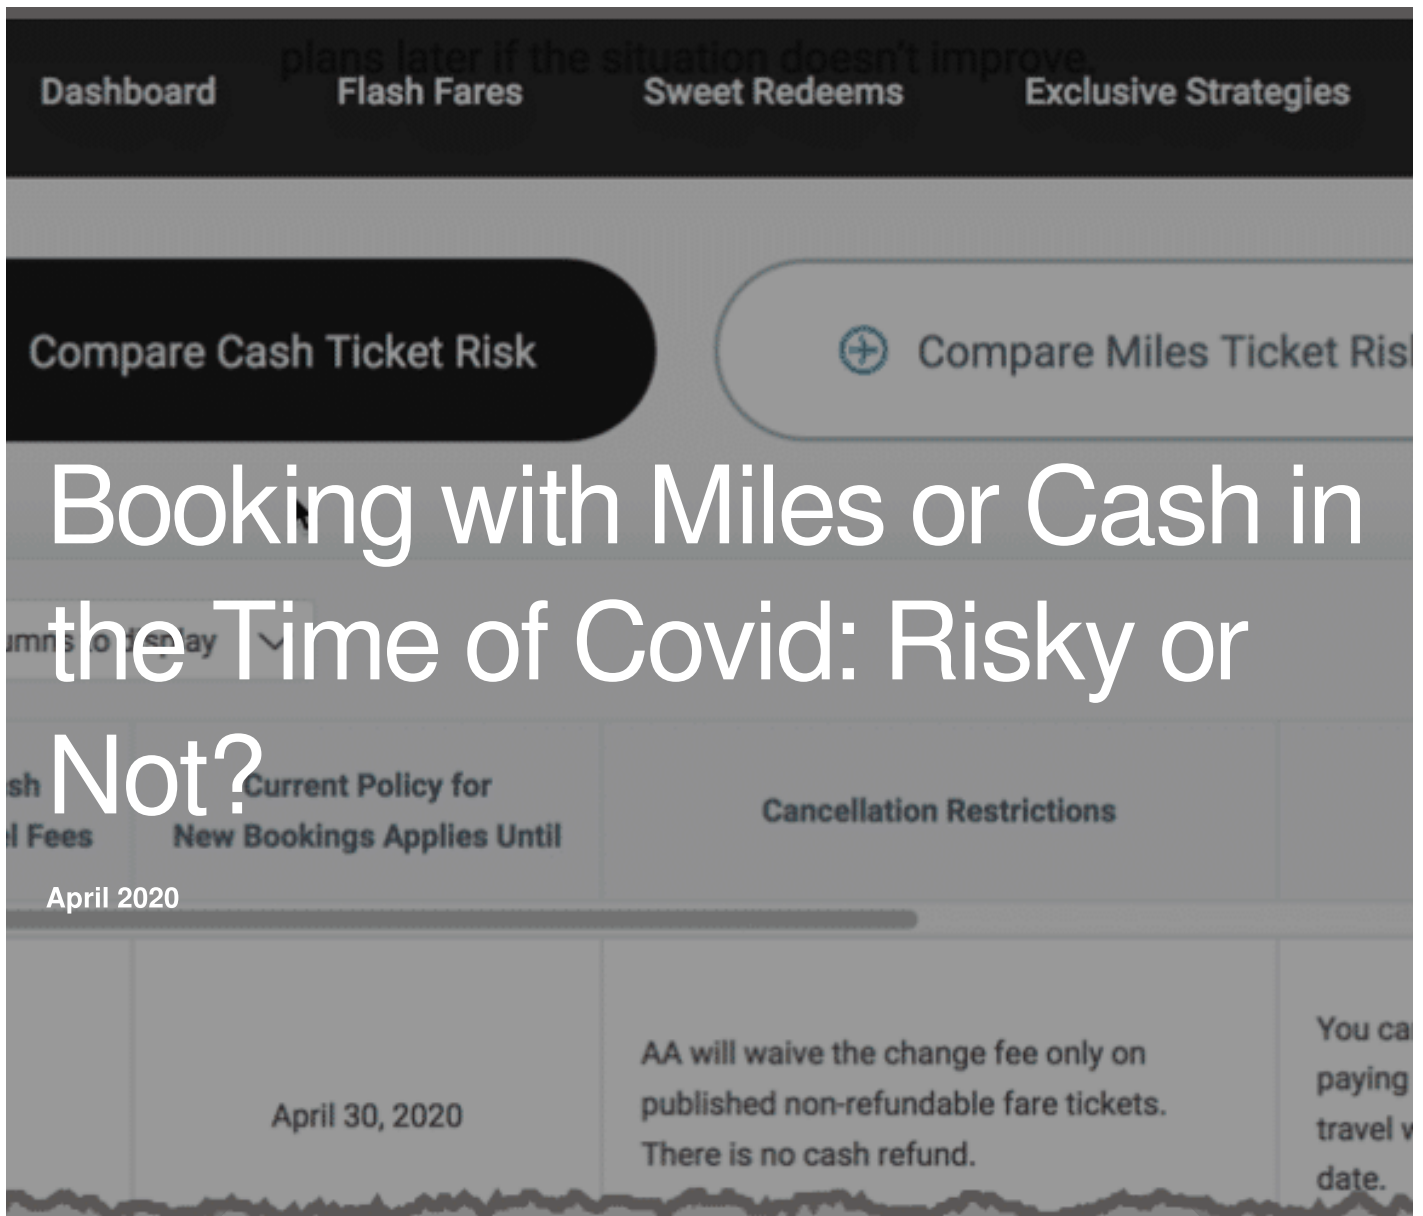 plans later if the situation doesn't improve.
Dashboard Flash Fares Sweet Redeems Exclusive Strategies
Compare Cash Ticket Risk Compare Miles Ticket
Booking with Miles or Cash in
the Time of Covid: Risky or
to display
Not?
Current Policy for
New Bookings Applies Until
Fees
Cancellation Restrictions
April 2020
April 30, 2020
AA will waive the change fee only on
published non-refundable fare tickets.
There is no cash refund.
You
paying
travel
date.